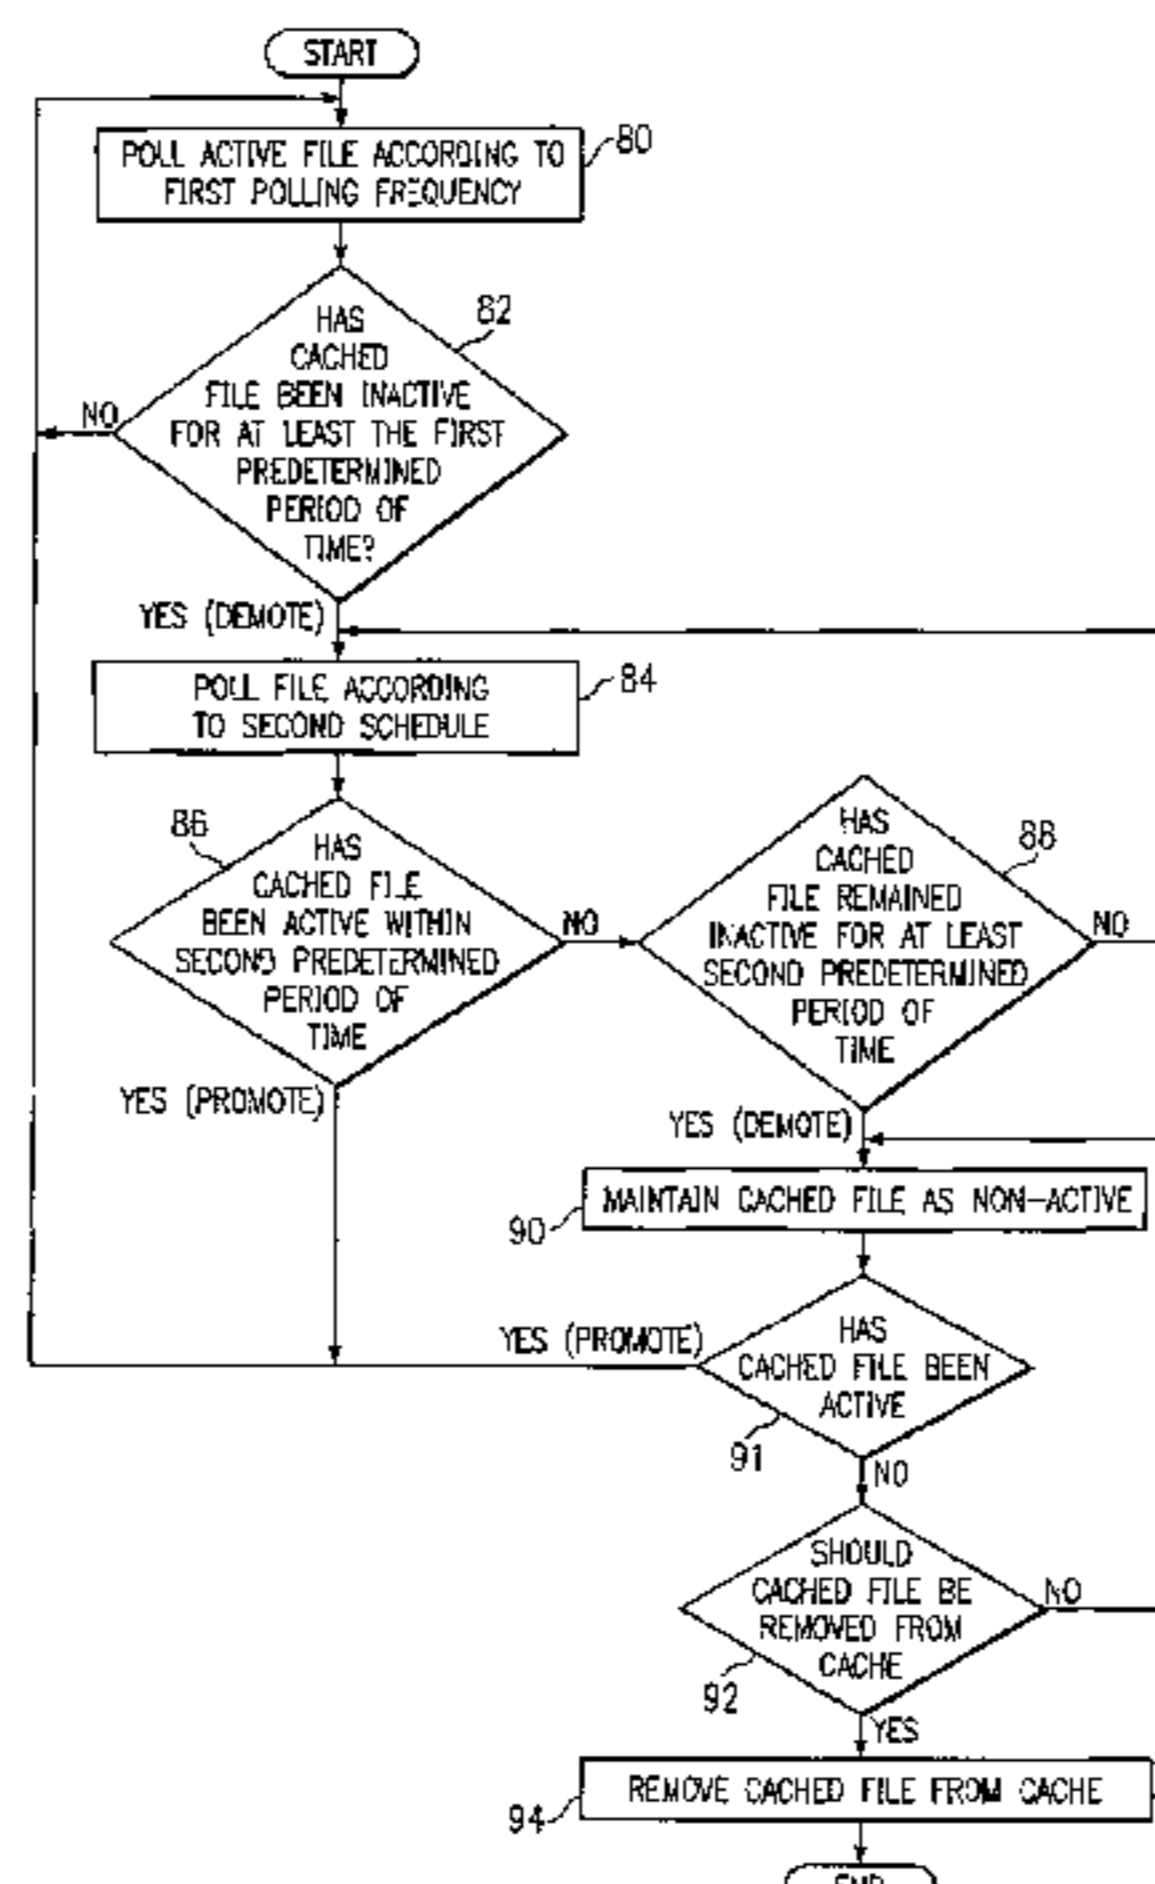 START
POLL ACTIVE FILE ACCORDING TO
FIRST POLLING FREQUENCY
80
HAS
CACHED
FILE BEEN INACTIVE
FOR AT LEAST THE FIRST
PREDETERMINED
PERIOD OF
TIME?
82
NO
YES (DEMOTE)
POLL FILE ACCORDING
TO SECOND SCHEDULE
84
86
HAS
CACHED FILE
BEEN ACTIVE WITHIN
SECOND PREDETERMINED
PERIOD OF
TIME
NO
YES (PROMOTE)
HAS
CACHED
FILE REMAINED
INACTIVE FOR AT LEAST
SECOND PREDETERMINED
PERIOD OF
TIME
88
NO
YES (DEMOTE)
MAINTAIN CACHED FILE AS NON-ACTIVE
90
YES (PROMOTE)
HAS
CACHED FILE BEEN
ACTIVE
91
NO
SHOULD
CACHED FILE BE
REMOVED FROM
CACHE
92
NO
YES
REMOVE CACHED FILE FROM CACHE
94
END